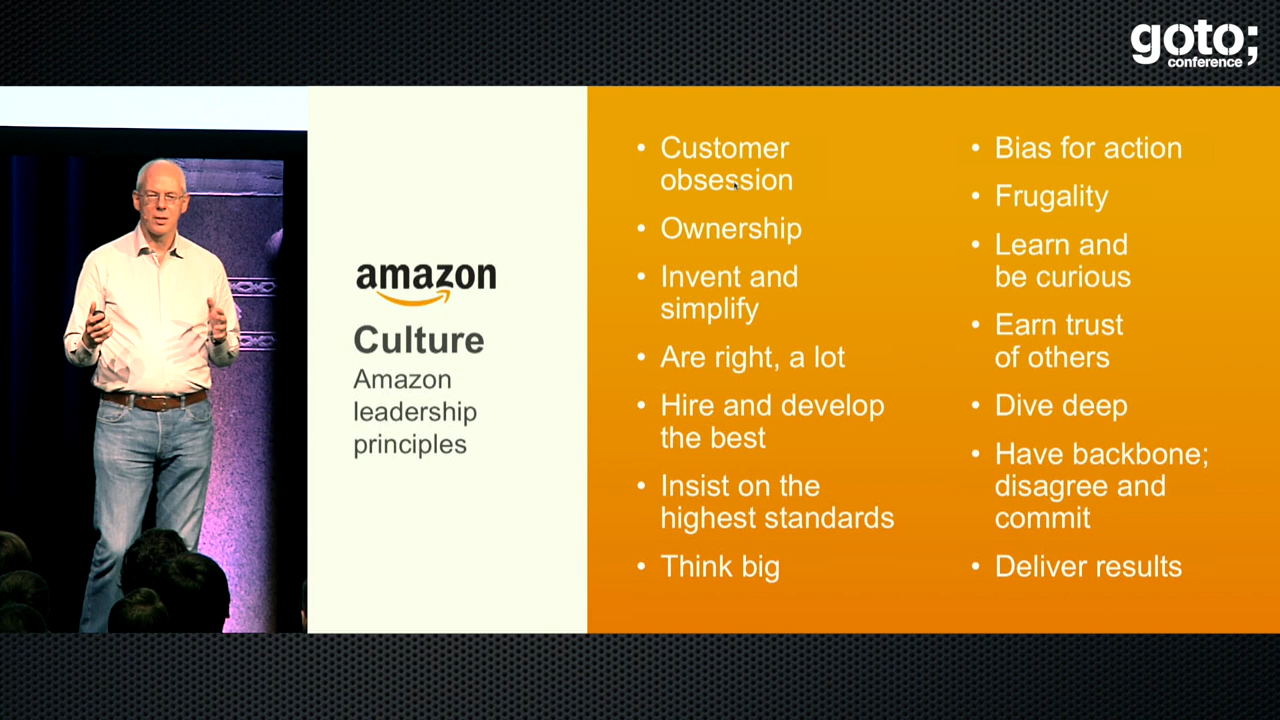 goto;
conference
amazon
Culture
Amazon
leadership
principles
• Customer
obsession
• Ownership
• Invent and
simplify
• Are right, a lot
• Hire and develop
the best
• Insist on the
highest standards
• Think big
• Bias for action
• Frugality
• Learn and
be curious
• Earn trust
of others
• Dive deep
• Have backbone;
disagree and
commit
• Deliver results